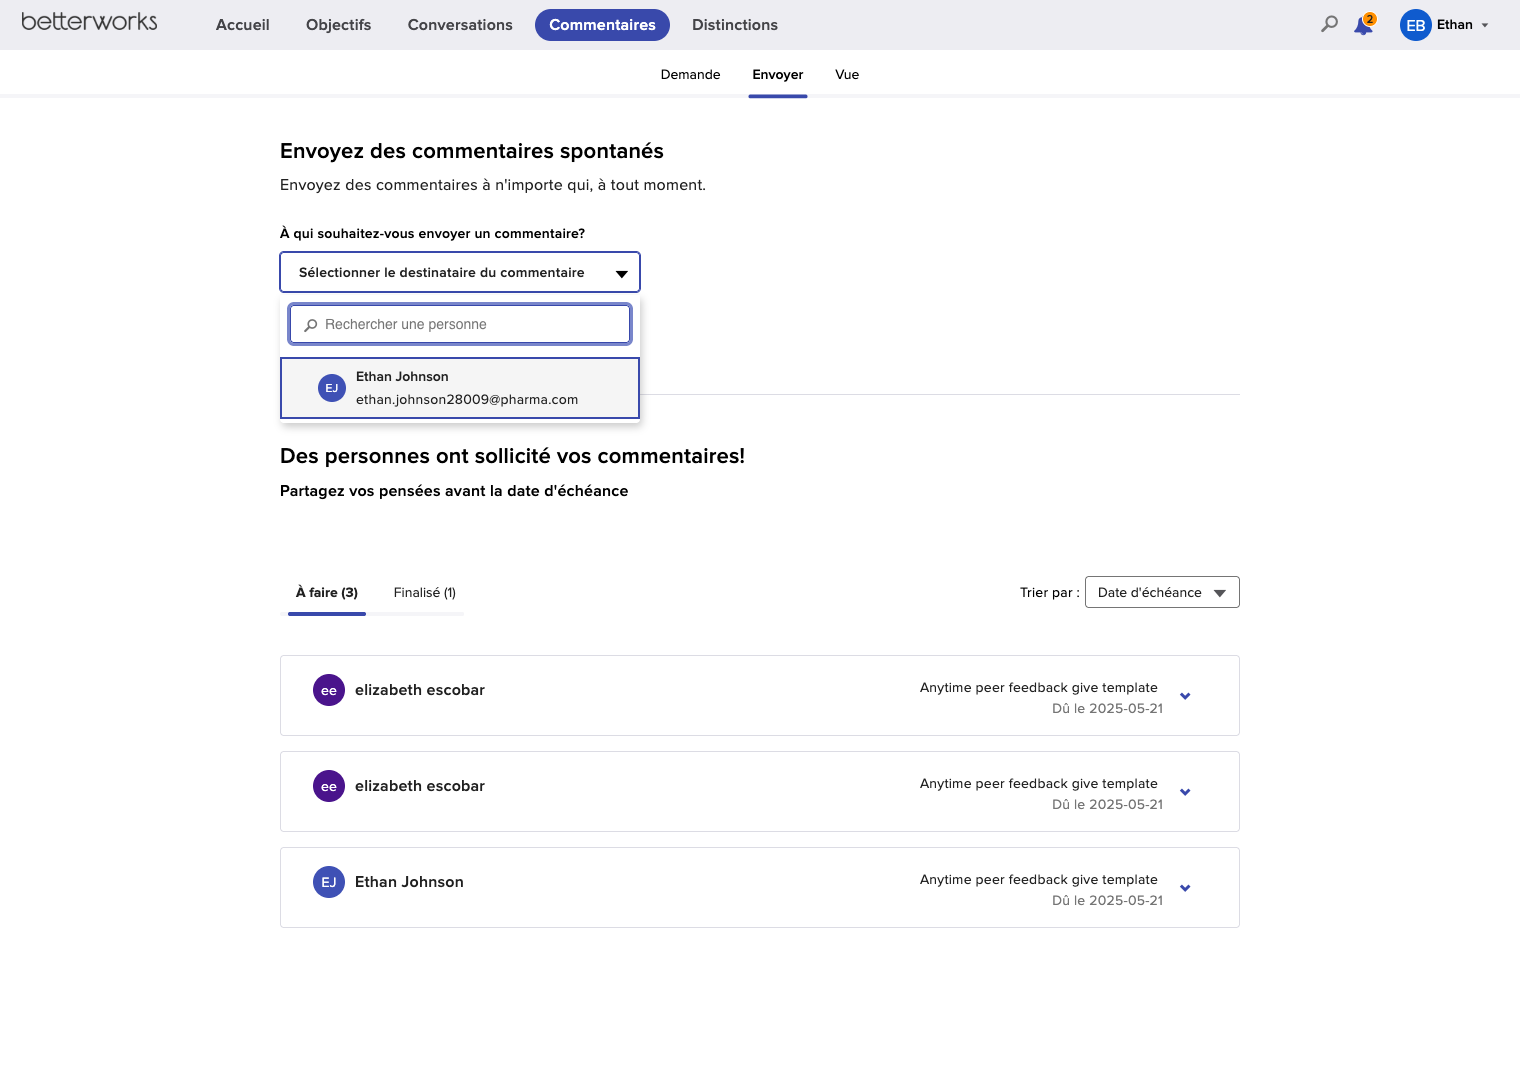 betterworks
Accueil
Objectifs
Conversations
Commentaires
Distinctions
2
EB
Ethan
Demande
Envoyer
Vue
Envoyez des commentaires spontanés
Envoyez des commentaires à n'importe qui, à tout moment.
À qui souhaitez-vous envoyer un commentaire?
Sélectionner le destinataire du commentaire
Rechercher une personne
EJ
Ethan Johnson
ethan.johnson28009@pharma.com
Des personnes ont sollicité vos commentaires!
Partagez vos pensées avant la date d'échéance
À faire (3)
Finalisé (1)
Trier par :
Date d'échéance
ee
elizabeth escobar
Anytime peer feedback give template
Dû le 2025-05-21
ee
elizabeth escobar
Anytime peer feedback give template
Dû le 2025-05-21
EJ
Ethan Johnson
Anytime peer feedback give template
Dû le 2025-05-21